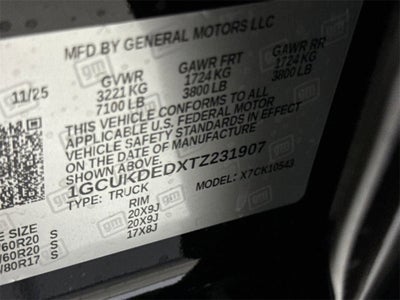 MFD BY GENERAL MOTORS LLC
11/25
GVWR GAWR FRT GAWR RR
3221 KG 1724 KG 1724 KG
7100 LB 3800 LB 3800 LB
THIS VEHICLE CONFORMS TO ALL
APPLICABLE U.S. FEDERAL MOTOR
VEHICLE SAFETY STANDARDS IN EFFECT
ON THE DATE OF MANUFACTURE
SHOWN ABOVE.
1GCUKDEDXTZ231907
TYPE: TRUCK MODEL: X7CK10543
E SIZE RIM
/60R20 S 20X9J
/60R20 S 20X9J
/80R17 S 17X8J